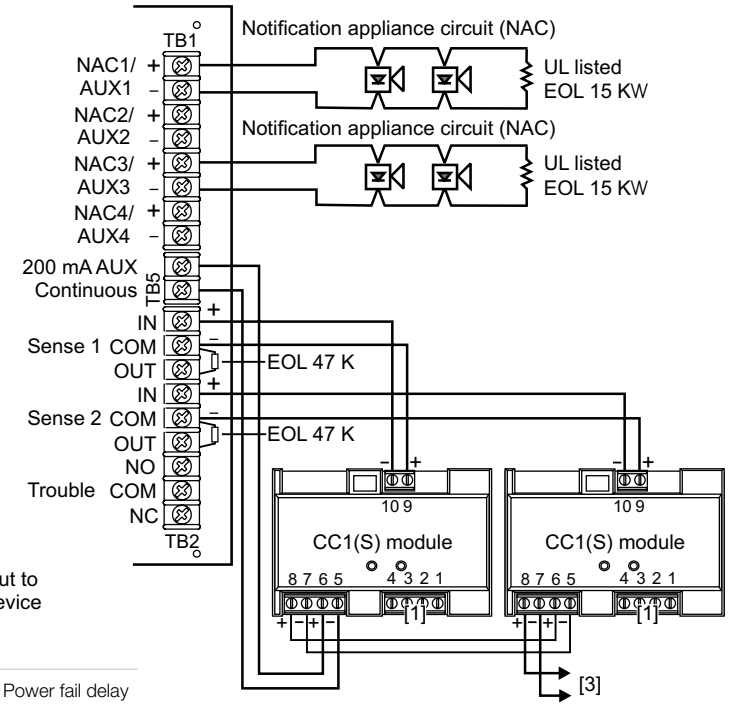 TB1
Notification appliance circuit (NAC)
NAC1/ +
AUX1 –
UL listed
EOL 15 KW
NAC2/ +
AUX2 –
Notification appliance circuit (NAC)
NAC3/ +
AUX3 –
UL listed
EOL 15 KW
NAC4/ +
AUX4 –
200 mA AUX
Continuous
TB5
IN +
Sense 1 COM –
OUT
EOL 47 K
IN +
Sense 2 COM –
OUT
EOL 47 K
NO
Trouble COM
NC
TB2
– +
10 9
CC1(S) module
8 7 6 5 4 3 2 1
[1]
+ – + –
– +
10 9
CC1(S) module
8 7 6 5 4 3 2 1
[1]
+ – + –
[3]
ut to
evice
Power fail delay